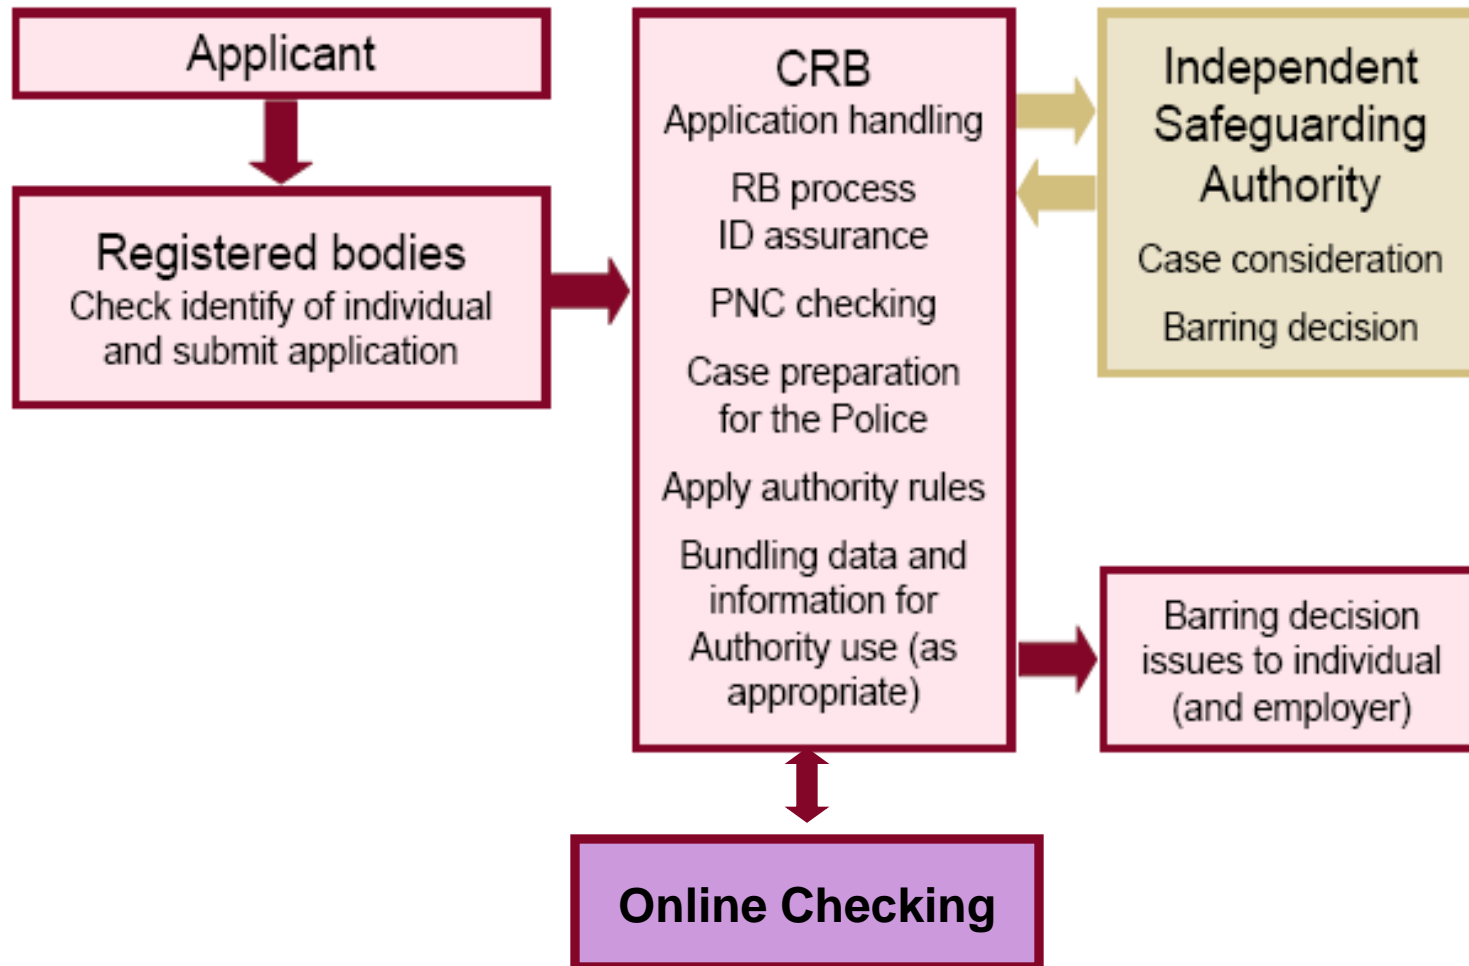 Applicant
Registered bodies
Check identify of individual
and submit application
CRB
Application handling
RB process
ID assurance
PNC checking
Case preparation
for the Police
Apply authority rules
Bundling data and
information for
Authority use (as
appropriate)
Independent
Safeguarding
Authority
Case consideration
Barring decision
Barring decision
issues to individual
(and employer)
Online Checking